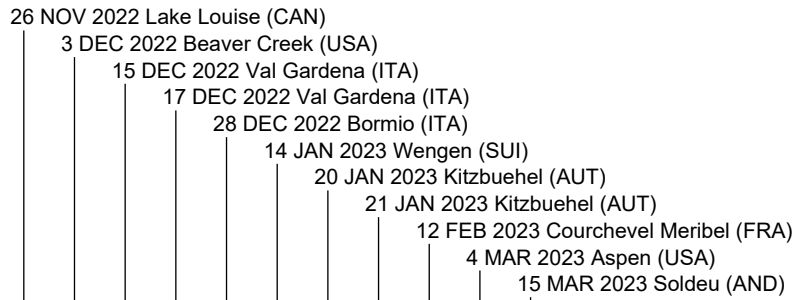 26 NOV 2022 Lake Louise (CAN)
3 DEC 2022 Beaver Creek (USA)
15 DEC 2022 Val Gardena (ITA)
17 DEC 2022 Val Gardena (ITA)
28 DEC 2022 Bormio (ITA)
14 JAN 2023 Wengen (SUI)
20 JAN 2023 Kitzbuehel (AUT)
21 JAN 2023 Kitzbuehel (AUT)
12 FEB 2023 Courchevel Meribel (FRA)
4 MAR 2023 Aspen (USA)
15 MAR 2023 Soldeu (AND)